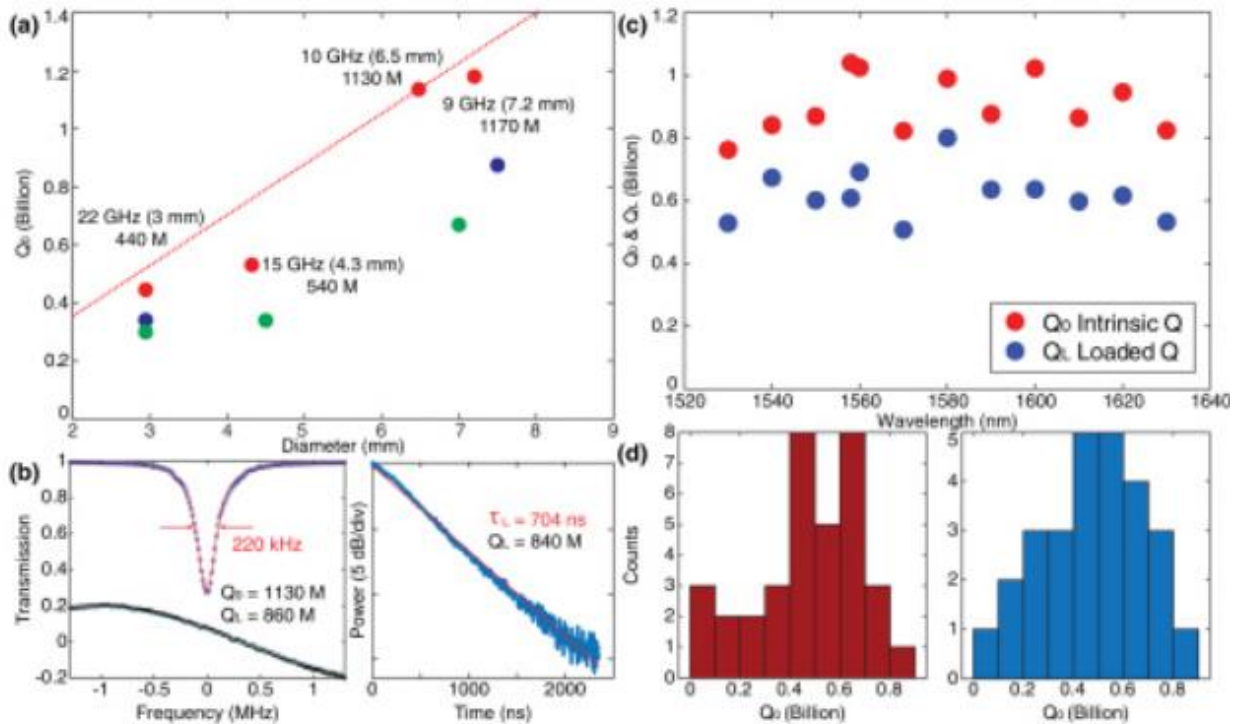 (a)
1.4
1.2
1
0.8
0.6
0.4
0.2
0
Q₀ (Billion)
10 GHz (6.5 mm)
1130 M
9 GHz (7.2 mm)
1170 M
22 GHz (3 mm)
440 M
15 GHz (4.3 mm)
540 M
2 3 4 5 6 7 8 9
Diameter (mm)
(c)
1.2
1
0.8
0.6
0.4
0.2
0
Q₀ & Qʟ (Billion)
Q₀ Intrinsic Q
Qʟ Loaded Q
1520 1540 1560 1580 1600 1620 1640
Wavelength (nm)
(b)
1
0.8
0.6
0.4
0.2
0
-0.2
Transmission
220 kHz
Q₀ = 1130 M
Qʟ = 860 M
-1 0 1
Frequency (MHz)
Power (5 dB/div)
τʟ = 704 ns
Qʟ = 840 M
0 1000 2000
Time (ns)
(d)
8
7
6
5
4
3
2
1
0
Counts
0 0.2 0.4 0.6 0.8
Q₀ (Billion)
5
4
3
2
1
0
0 0.2 0.4 0.6 0.8
Q₀ (Billion)